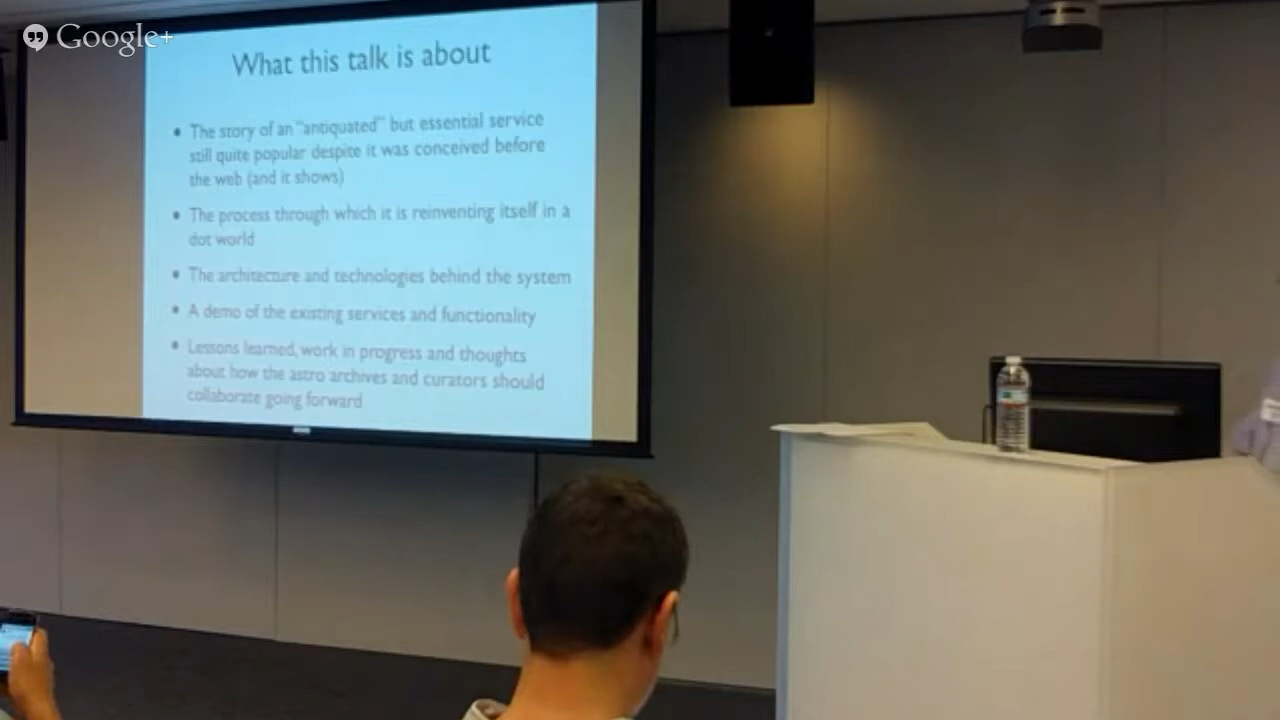 Google+
What this talk is about
• The story of an "antiquated" but essential service
still quite popular despite it was conceived before
the web (and it shows)
• The process through which it is reinventing itself in a
dot world
• The architecture and technologies behind the system
• A demo of the existing services and functionality
• Lessons learned, work in progress and thoughts
about how the astro archives and curators should
collaborate going forward